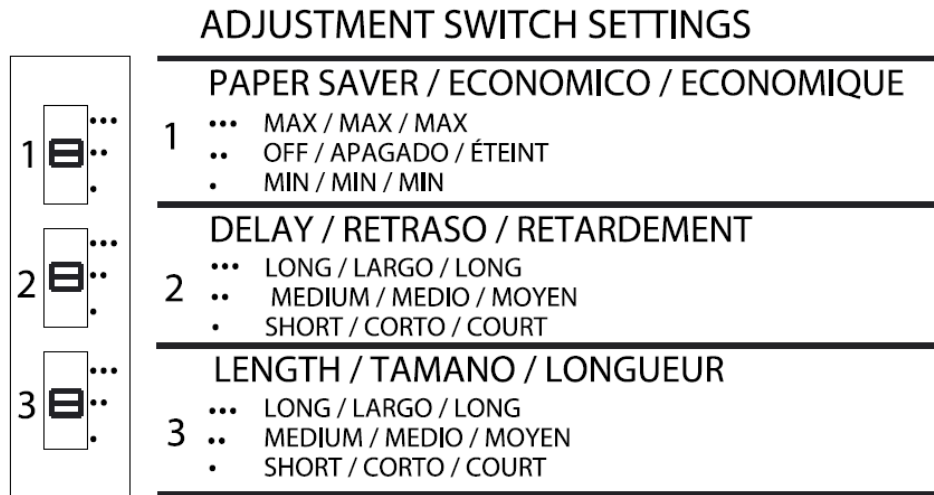 ADJUSTMENT SWITCH SETTINGS
1 ••• •• •
2 ••• •• •
3 ••• •• •
PAPER SAVER / ECONOMICO / ECONOMIQUE
1
••• MAX / MAX / MAX
•• OFF / APAGADO / ÉTEINT
• MIN / MIN / MIN
DELAY / RETRASO / RETARDEMENT
2
••• LONG / LARGO / LONG
•• MEDIUM / MEDIO / MOYEN
• SHORT / CORTO / COURT
LENGTH / TAMANO / LONGUEUR
3
••• LONG / LARGO / LONG
•• MEDIUM / MEDIO / MOYEN
• SHORT / CORTO / COURT